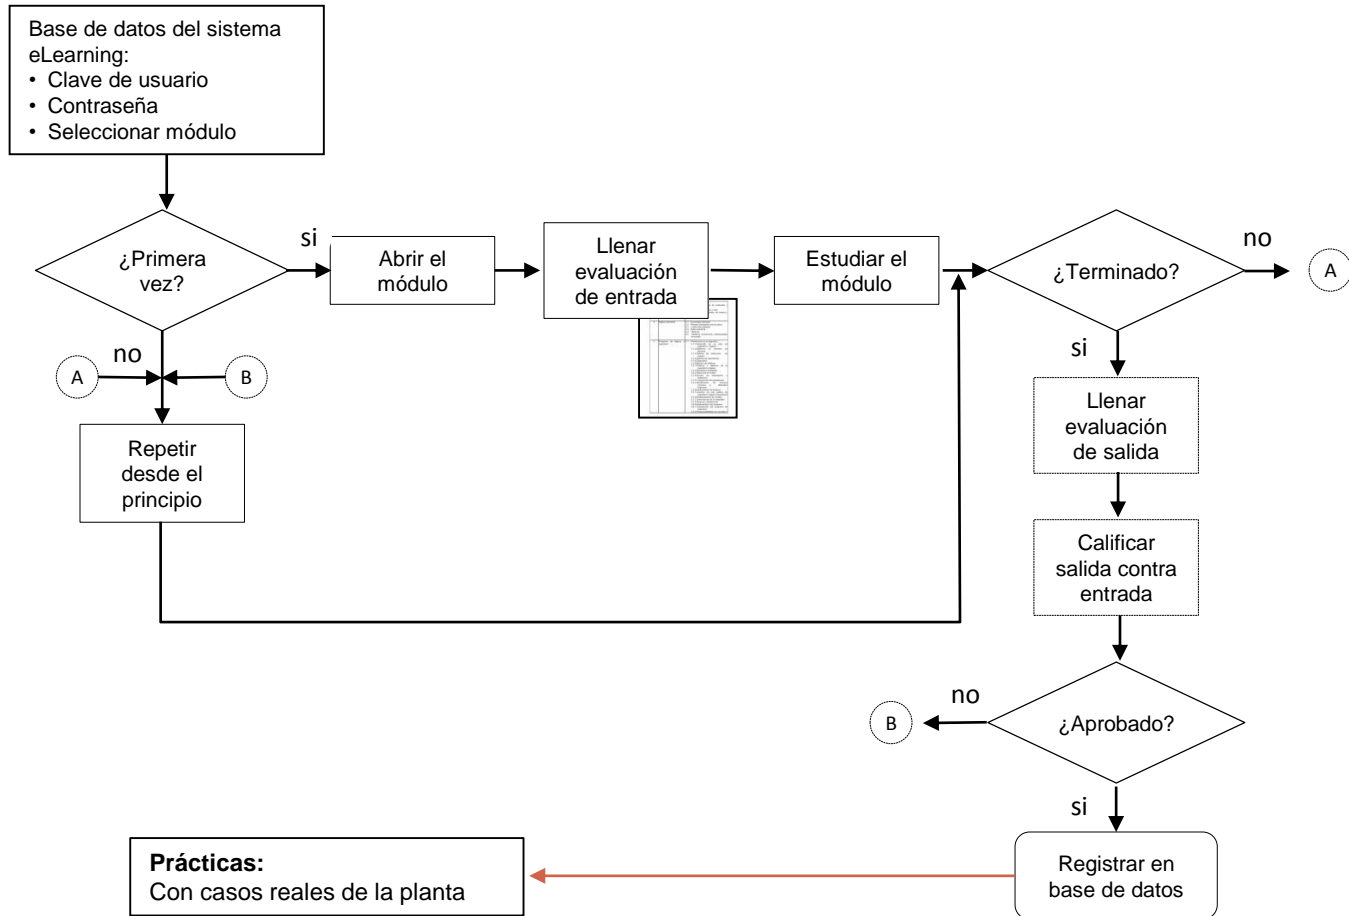 Base de datos del sistema
eLearning:
• Clave de usuario
• Contraseña
• Seleccionar módulo
¿Primera
vez?
si
Abrir el
módulo
Llenar
evaluación
de entrada
Estudiar el
módulo
¿Terminado?
no
A
si
no
A
B
Repetir
desde el
principio
Llenar
evaluación
de salida
Calificar
salida contra
entrada
¿Aprobado?
no
B
si
Registrar en
base de datos
Prácticas:
Con casos reales de la planta